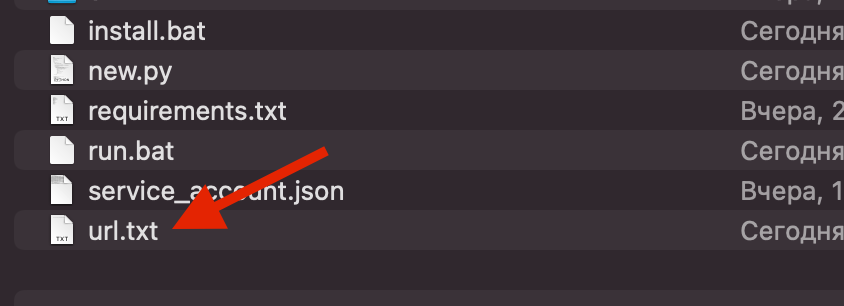 install.bat Сегодня
new.py Сегодня
requirements.txt Вчера, 2
run.bat Сегодня
service_account.json Вчера, 1
url.txt Сегодня